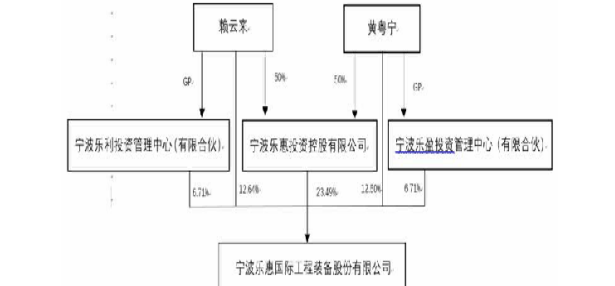 赖云来
黄粤宁
GP
50%
50%
GP
宁波乐利投资管理中心(有限合伙)
宁波乐惠投资控股有限公司
宁波乐盈投资管理中心（有限合伙）
6.71%
12.64%
23.49%
12.50%
6.71%
宁波乐惠国际工程装备股份有限公司